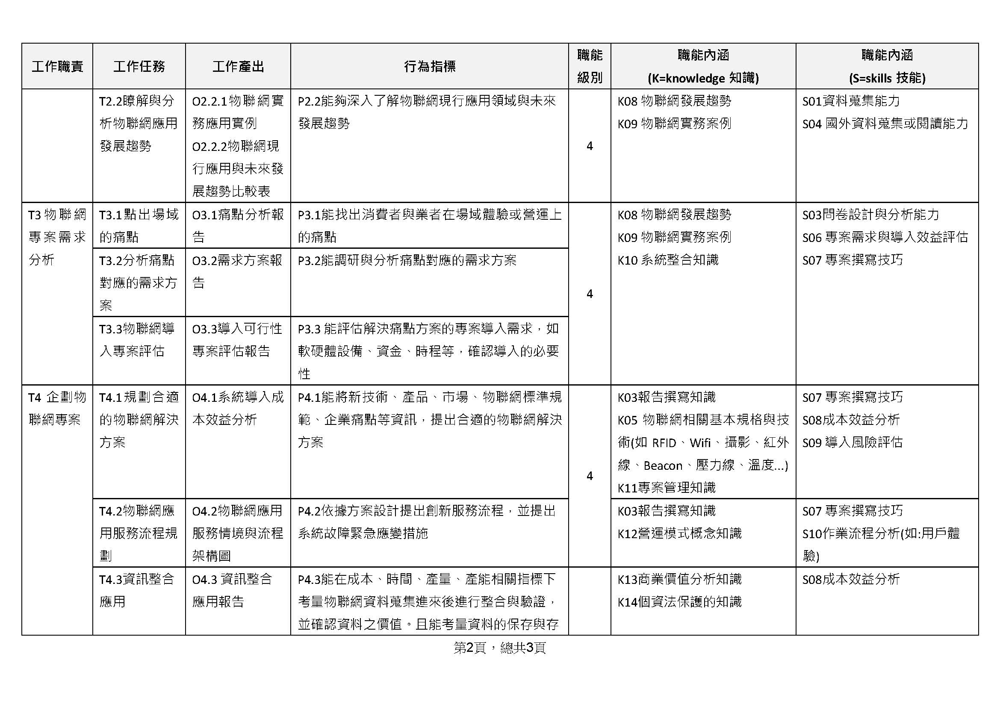 工作職責
工作任務
工作產出
行為指標
職能
級別
職能內涵
(K=knowledge 知識)
職能內涵
(S=skills 技能)
T2.2瞭解與分
析物聯網應用
發展趨勢
O2.2.1物聯網實
務應用實例
O2.2.2物聯網現
行應用與未來發
展趨勢比較表
P2.2能夠深入了解物聯網現行應用領域與未來
發展趨勢
4
K08 物聯網發展趨勢
K09 物聯網實務案例
S01資料蒐集能力
S04 國外資料蒐集或閱讀能力
T3 物聯網
專案需求
分析
T3.1點出場域
的痛點
O3.1痛點分析報
告
P3.1能找出消費者與業者在場域體驗或營運上
的痛點
4
K08 物聯網發展趨勢
K09 物聯網實務案例
K10 系統整合知識
S03問卷設計與分析能力
S06 專案需求與導入效益評估
S07 專案撰寫技巧
T3.2分析痛點
對應的需求方
案
O3.2需求方案報
告
P3.2能調研與分析痛點對應的需求方案
T3.3物聯網導
入專案評估
O3.3導入可行性
專案評估報告
P3.3 能評估解決痛點方案的專案導入需求，如
軟硬體設備、資金、時程等，確認導入的必要
性
T4 企劃物
聯網專案
T4.1規劃合適
的物聯網解決
方案
O4.1系統導入成
本效益分析
P4.1能將新技術、產品、市場、物聯網標準規
範、企業痛點等資訊，提出合適的物聯網解決
方案
4
K03報告撰寫知識
K05 物聯網相關基本規格與技
術(如 RFID、Wifi、攝影、紅外
線、Beacon、壓力線、溫度...)
K11專案管理知識
S07 專案撰寫技巧
S08成本效益分析
S09 導入風險評估
T4.2物聯網應
用服務流程規
劃
O4.2物聯網應用
服務情境與流程
架構圖
P4.2依據方案設計提出創新服務流程，並提出
系統故障緊急應變措施
K03報告撰寫知識
K12營運模式概念知識
S07 專案撰寫技巧
S10作業流程分析(如:用戶體
驗)
T4.3資訊整合
應用
O4.3 資訊整合
應用報告
P4.3能在成本、時間、產量、產能相關指標下
考量物聯網資料蒐集進來後進行整合與驗證，
並確認資料之價值。且能考量資料的保存與存
K13商業價值分析知識
K14個資法保護的知識
S08成本效益分析
第2頁，總共3頁